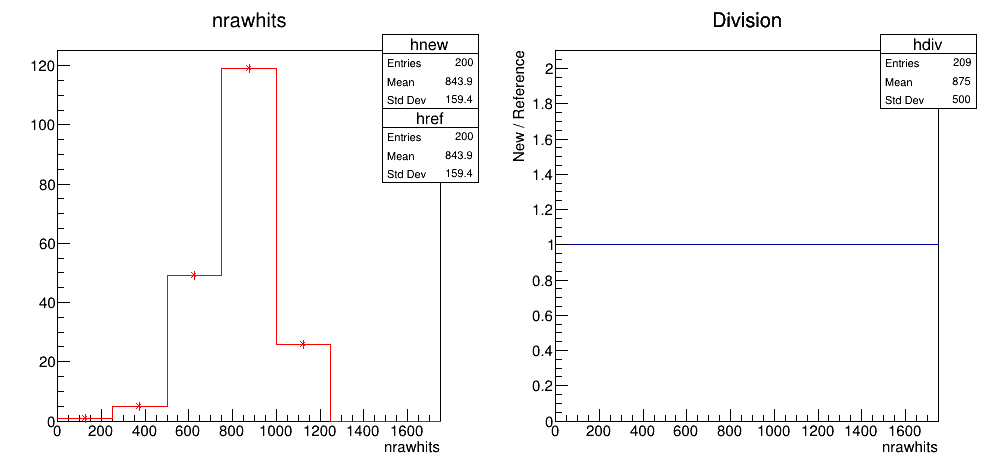 nrawhits
hnew
Entries 200
Mean 843.9
Std Dev 159.4
href
Entries 200
Mean 843.9
Std Dev 159.4
120
100
80
60
40
20
0
0 200 400 600 800 1000 1200 1400 1600
nrawhits
Division
hdiv
Entries 209
Mean 875
Std Dev 500
New / Reference
2
1.8
1.6
1.4
1.2
1
0.8
0.6
0.4
0.2
0
0 200 400 600 800 1000 1200 1400 1600
nrawhits